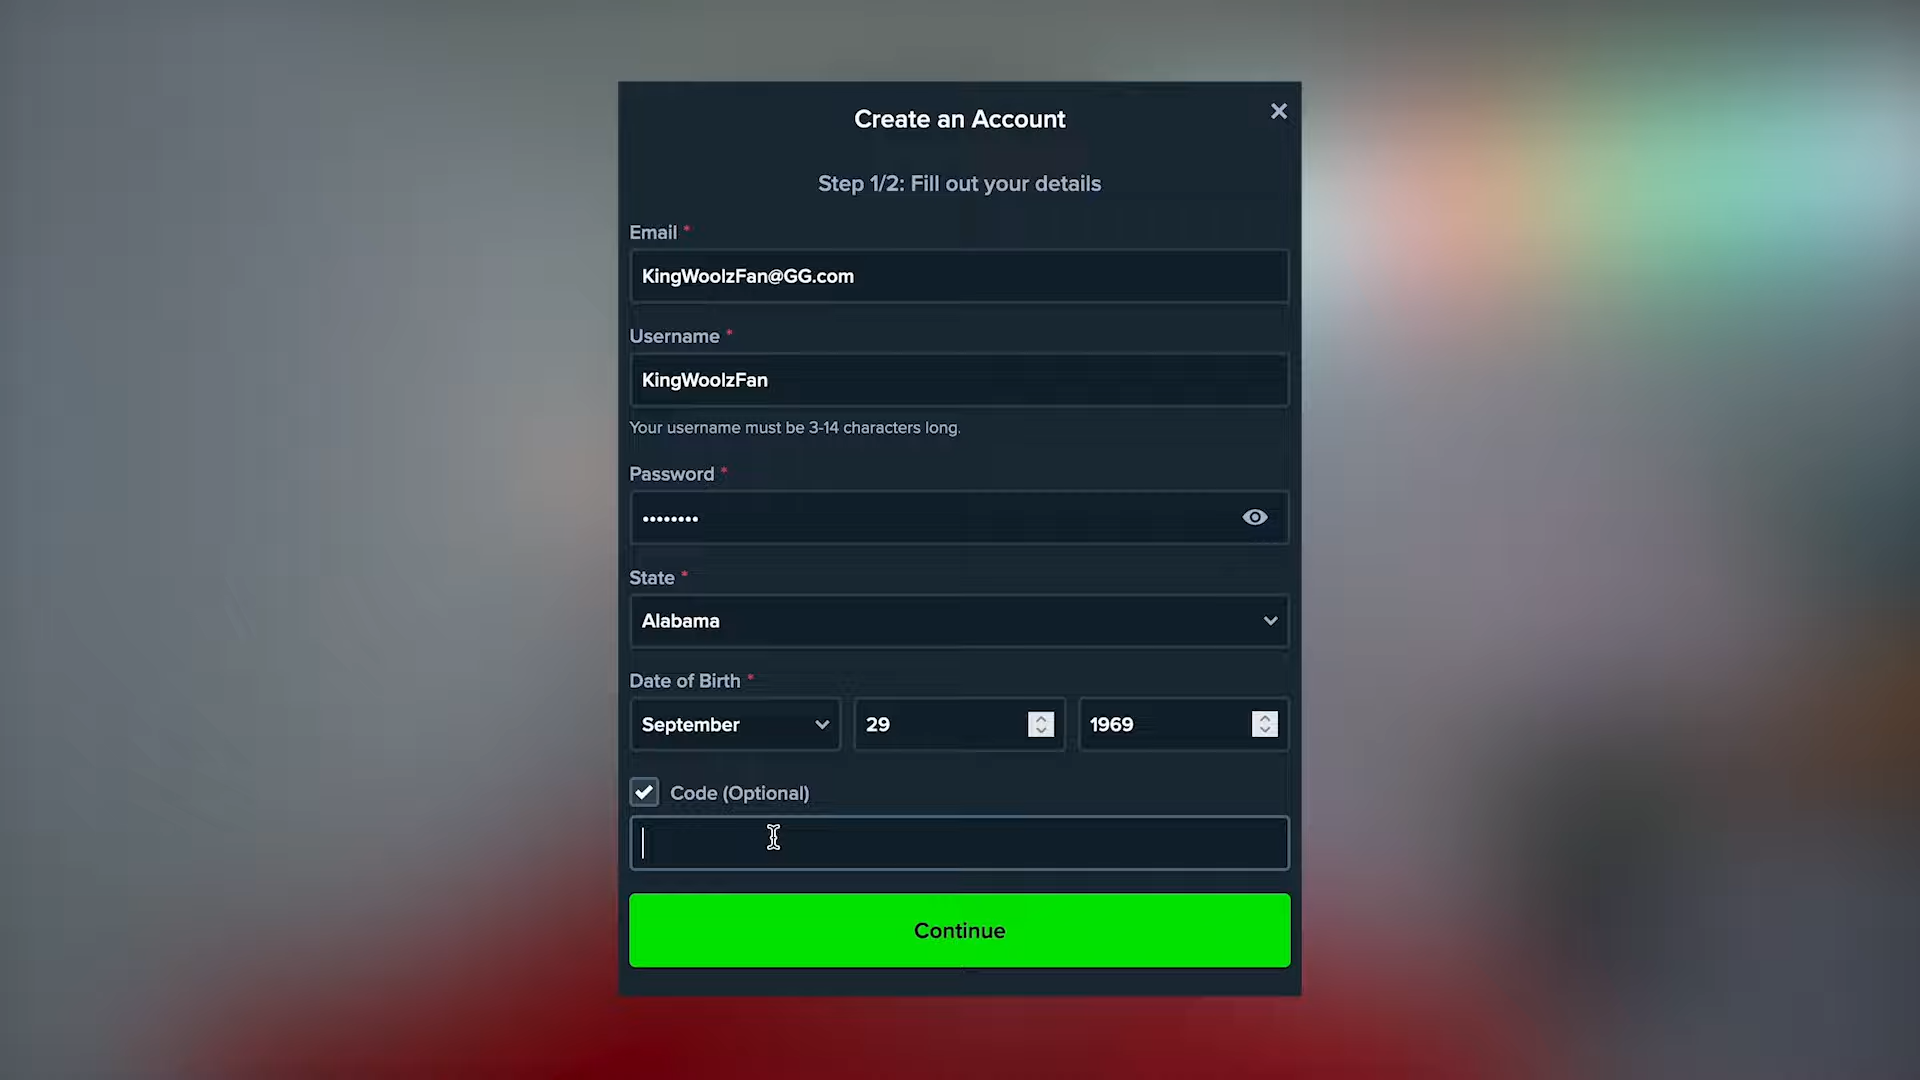 Create an Account
Step 1/2: Fill out your details
Email *
KingWoolzFan@GG.com
Username *
KingWoolzFan
Your username must be 3-14 characters long.
Password *
••••••••
State *
Alabama
Date of Birth *
September 29 1969
Code (Optional)
Continue